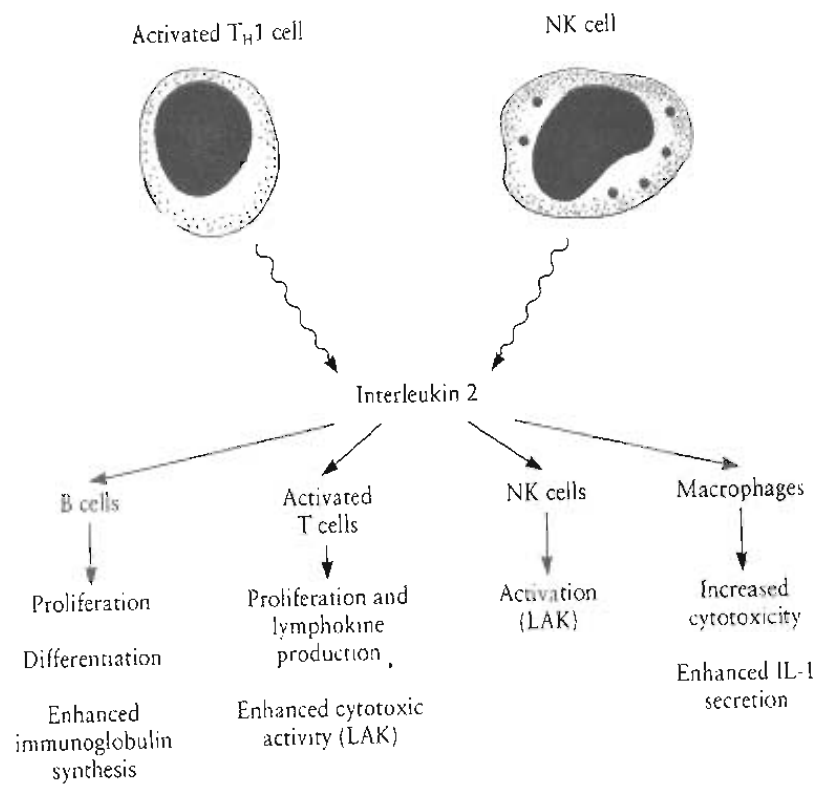 Activated TH1 cell
NK cell
Interleukin 2
B cells
Activated
T cells
NK cells
Macrophages
Proliferation
Differentiation
Enhanced
immunoglobulin
synthesis
Proliferation and
lymphokine
production
Enhanced cytotoxic
activity (LAK)
Activation
(LAK)
Increased
cytotoxicity
Enhanced IL-1
secretion